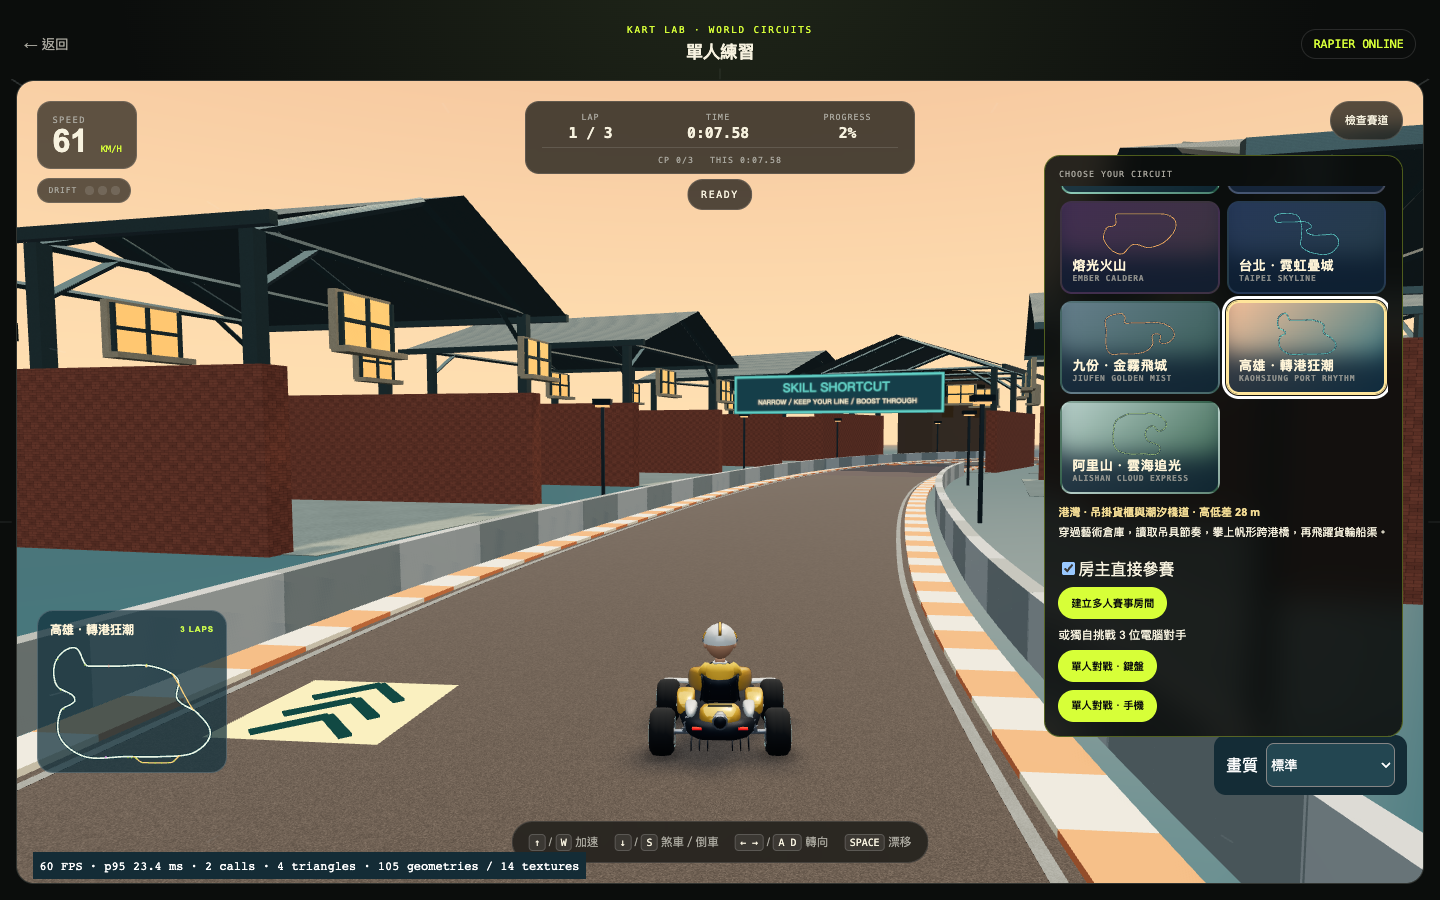 ← 返回
KART LAB · WORLD CIRCUITS
單人練習
RAPIER ONLINE
SPEED
61 KM/H
DRIFT
LAP TIME PROGRESS
1 / 3 0:07.58 2%
CP 0/3 THIS 0:07.58
READY
檢查賽道
CHOOSE YOUR CIRCUIT
熔光火山
EMBER CALDERA
台北 · 霓虹疊城
TAIPEI SKYLINE
九份 · 金霧飛城
JIUFEN GOLDEN MIST
高雄 · 轉港狂潮
KAOHSIUNG PORT RHYTHM
阿里山 · 雲海追光
ALISHAN CLOUD EXPRESS
港灣 · 吊掛貨櫃與潮汐橋道 · 高低差 28 m
穿過藝術倉庫，讀取吊具節奏，攀上帆形跨港橋，再飛躍貨輪船渠。
房主直接參賽
建立多人賽事房間
或獨自挑戰 3 位電腦對手
單人對戰 · 鍵盤
單人對戰 · 手機
畫質 標準
SKILL SHORTCUT
NARROW / KEEP YOUR LINE / BOOST THROUGH
高雄 · 轉港狂潮 3 LAPS
↑ / W 加速 ↓ / S 煞車 / 倒車 ← → / A D 轉向 SPACE 漂移
60 FPS · p95 23.4 ms · 2 calls · 4 triangles · 105 geometries / 14 textures